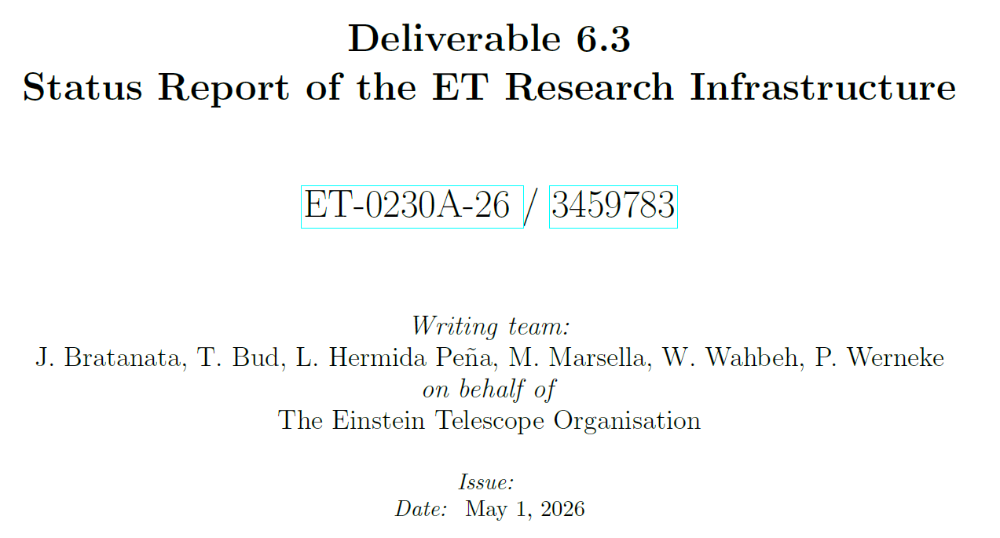 Deliverable 6.3
Status Report of the ET Research Infrastructure
ET-0230A-26 / 3459783
Writing team:
J. Bratanata, T. Bud, L. Hermida Peña, M. Marsella, W. Wahbeh, P. Werneke
on behalf of
The Einstein Telescope Organisation
Issue:
Date: May 1, 2026